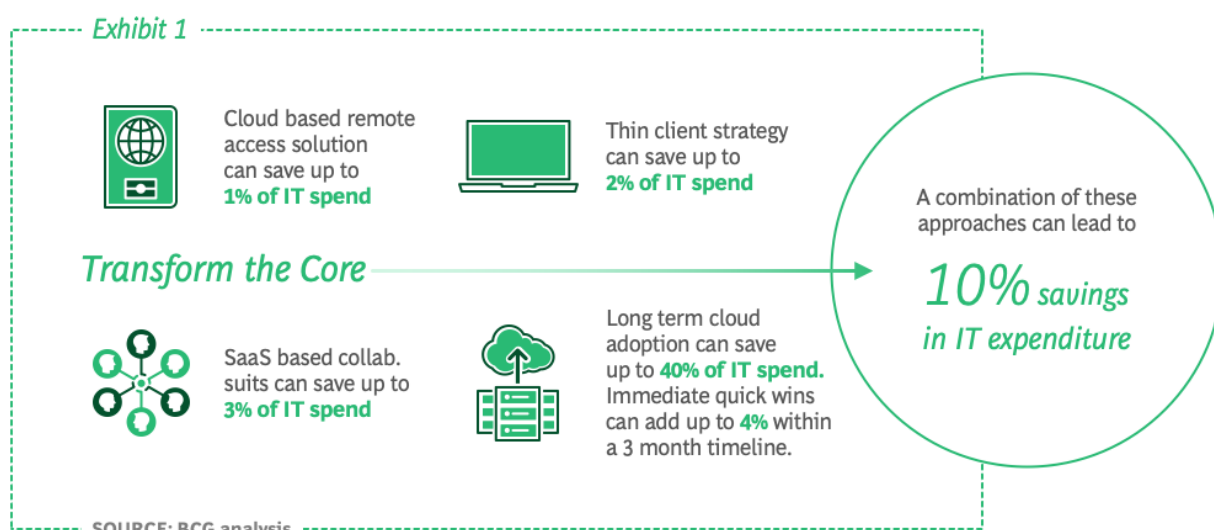 Exhibit 1
Cloud based remote
access solution
can save up to
1% of IT spend
Thin client strategy
can save up to
2% of IT spend
A combination of these
approaches can lead to
10% savings
in IT expenditure
Transform the Core
SaaS based collab.
suits can save up to
3% of IT spend
Long term cloud
adoption can save
up to 40% of IT spend.
Immediate quick wins
can add up to 4% within
a 3 month timeline.
SOURCE: BCG analysis